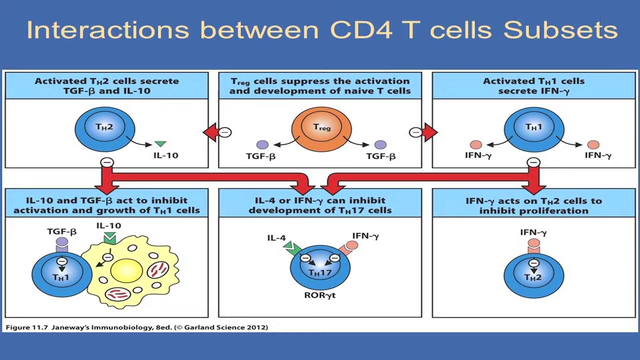 Interactions between CD4 T cells Subsets
Activated TH2 cells secrete
TGF-β and IL-10
Treg cells suppress the activation
and development of naive T cells
Activated TH1 cells
secrete IFN-γ
TH2
IL-10
Treg
TGF-β
TGF-β
TH1
IFN-γ
IFN-γ
IL-10 and TGF-β act to inhibit
activation and growth of TH1 cells
IL-4 or IFN-γ can inhibit
development of TH17 cells
IFN-γ acts on TH2 cells to
inhibit proliferation
TGF-β
IL-10
TH1
IL-4
IFN-γ
TH17
RORγt
IFN-γ
TH2
Figure 11.7 Janeway's Immunobiology, 8ed. (© Garland Science 2012)